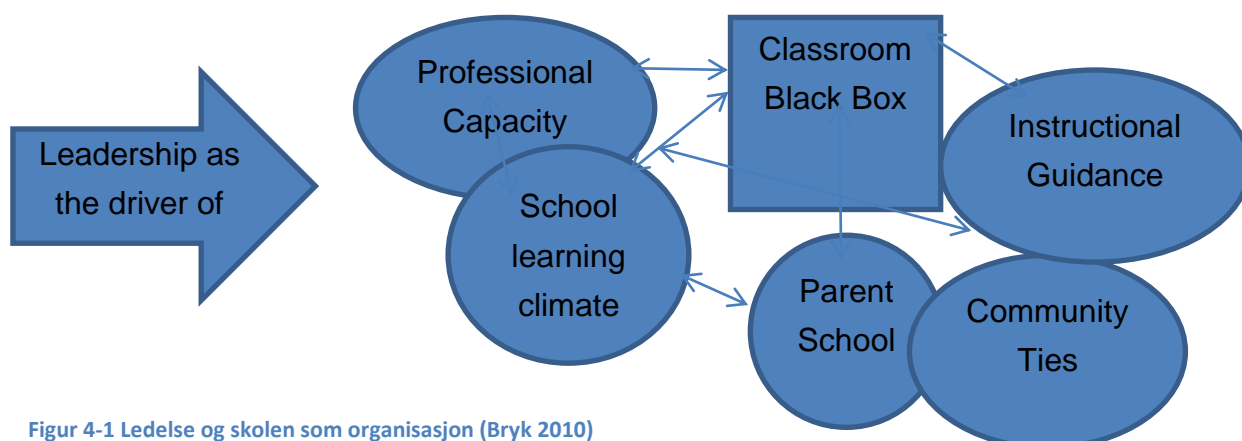 Leadership as
the driver of
Professional
Capacity
School
learning
climate
Classroom
Black Box
Parent
School
Instructional
Guidance
Community
Ties
Figur 4-1 Ledelse og skolen som organisasjon (Bryk 2010)